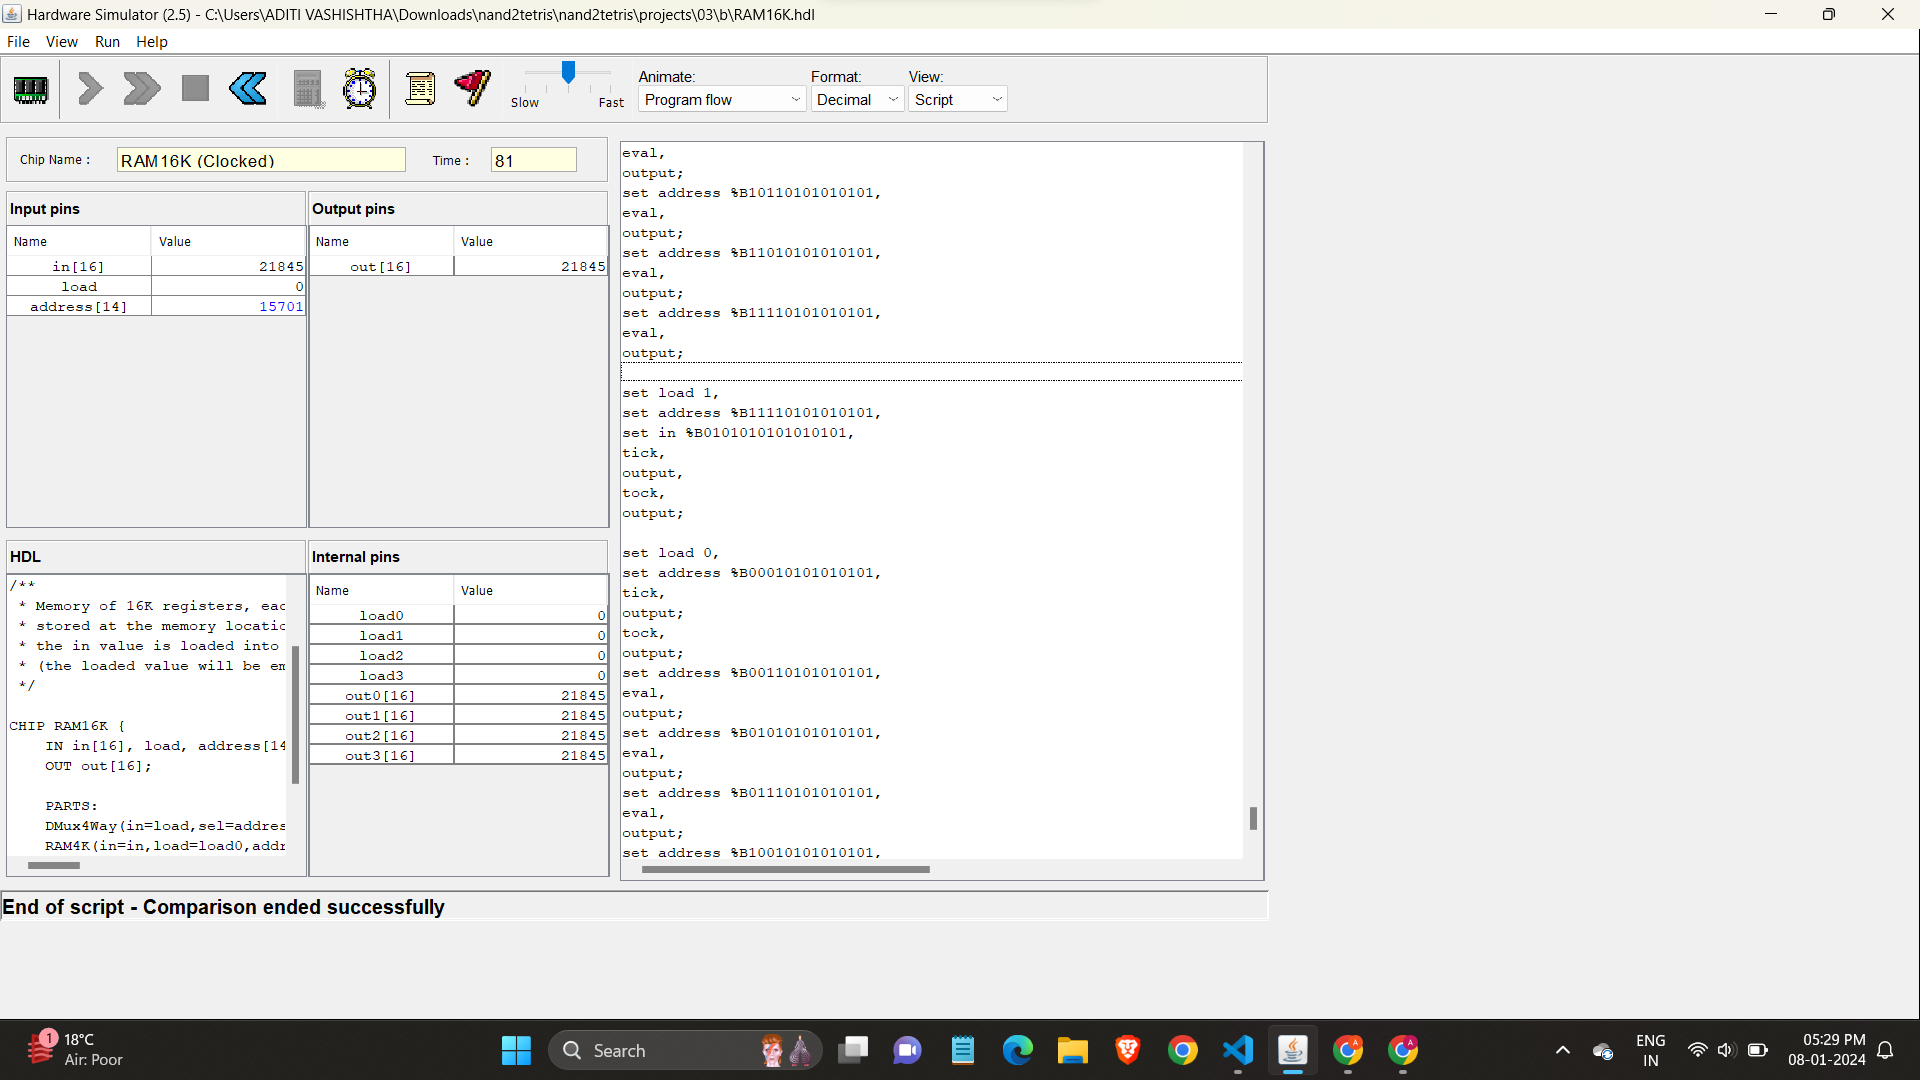 Hardware Simulator (2.5) - C:\Users\ADITI VASHISHTHA\Downloads\nand2tetris\nand2tetris\projects\03\b\RAM16K.hdl
File View Run Help
Slow Fast
Animate:
Program flow
Format:
Decimal
View:
Script
Chip Name :
RAM16K (Clocked)
Time :
81
Input pins
Name Value
in[16] 21845
load 0
address[14] 15701
Output pins
Name Value
out[16] 21845
HDL
/**
* Memory of 16K registers, eac
* stored at the memory locatio
* the in value is loaded into
* (the loaded value will be em
*/
CHIP RAM16K {
IN in[16], load, address[14
OUT out[16];
PARTS:
DMux4Way(in=load,sel=addres
RAM4K(in=in,load=load0,addr
Internal pins
Name Value
load0 0
load1 0
load2 0
load3 0
out0[16] 21845
out1[16] 21845
out2[16] 21845
out3[16] 21845
eval,
output;
set address %B10110101010101,
eval,
output;
set address %B11010101010101,
eval,
output;
set address %B11110101010101,
eval,
output;
set load 1,
set address %B11110101010101,
set in %B0101010101010101,
tick,
output,
tock,
output;
set load 0,
set address %B00010101010101,
tick,
output;
tock,
output;
set address %B00110101010101,
eval,
output;
set address %B01010101010101,
eval,
output;
set address %B01110101010101,
eval,
output;
set address %B10010101010101,
End of script - Comparison ended successfully
1
18°C
Air: Poor
Search
A
A
ENG
IN
05:29 PM
08-01-2024